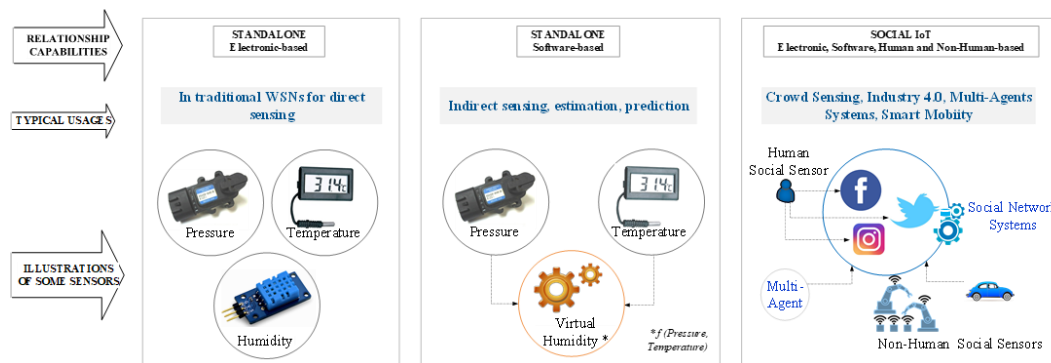 RELATIONSHIP
CAPABILITIES
STANDALONE
Electronic-based
STANDALONE
Software-based
SOCIAL IoT
Electronic, Software, Human and Non-Human-based
TYPICAL USAGES
In traditional WSNs for direct
sensing
Indirect sensing, estimation, prediction
Crowd Sensing, Industry 4.0, Multi-Agents
Systems, Smart Mobiity
ILLUSTRATIONS
OF SOME SENSORS
314°C
Pressure
Temperature
Humidity
314°C
Pressure
Temperature
Virtual
Humidity *
*f (Pressure,
Temperature)
Human
Social Sensor
f
Social Network
Systems
Multi-
Agent
Non-Human Social Sensors